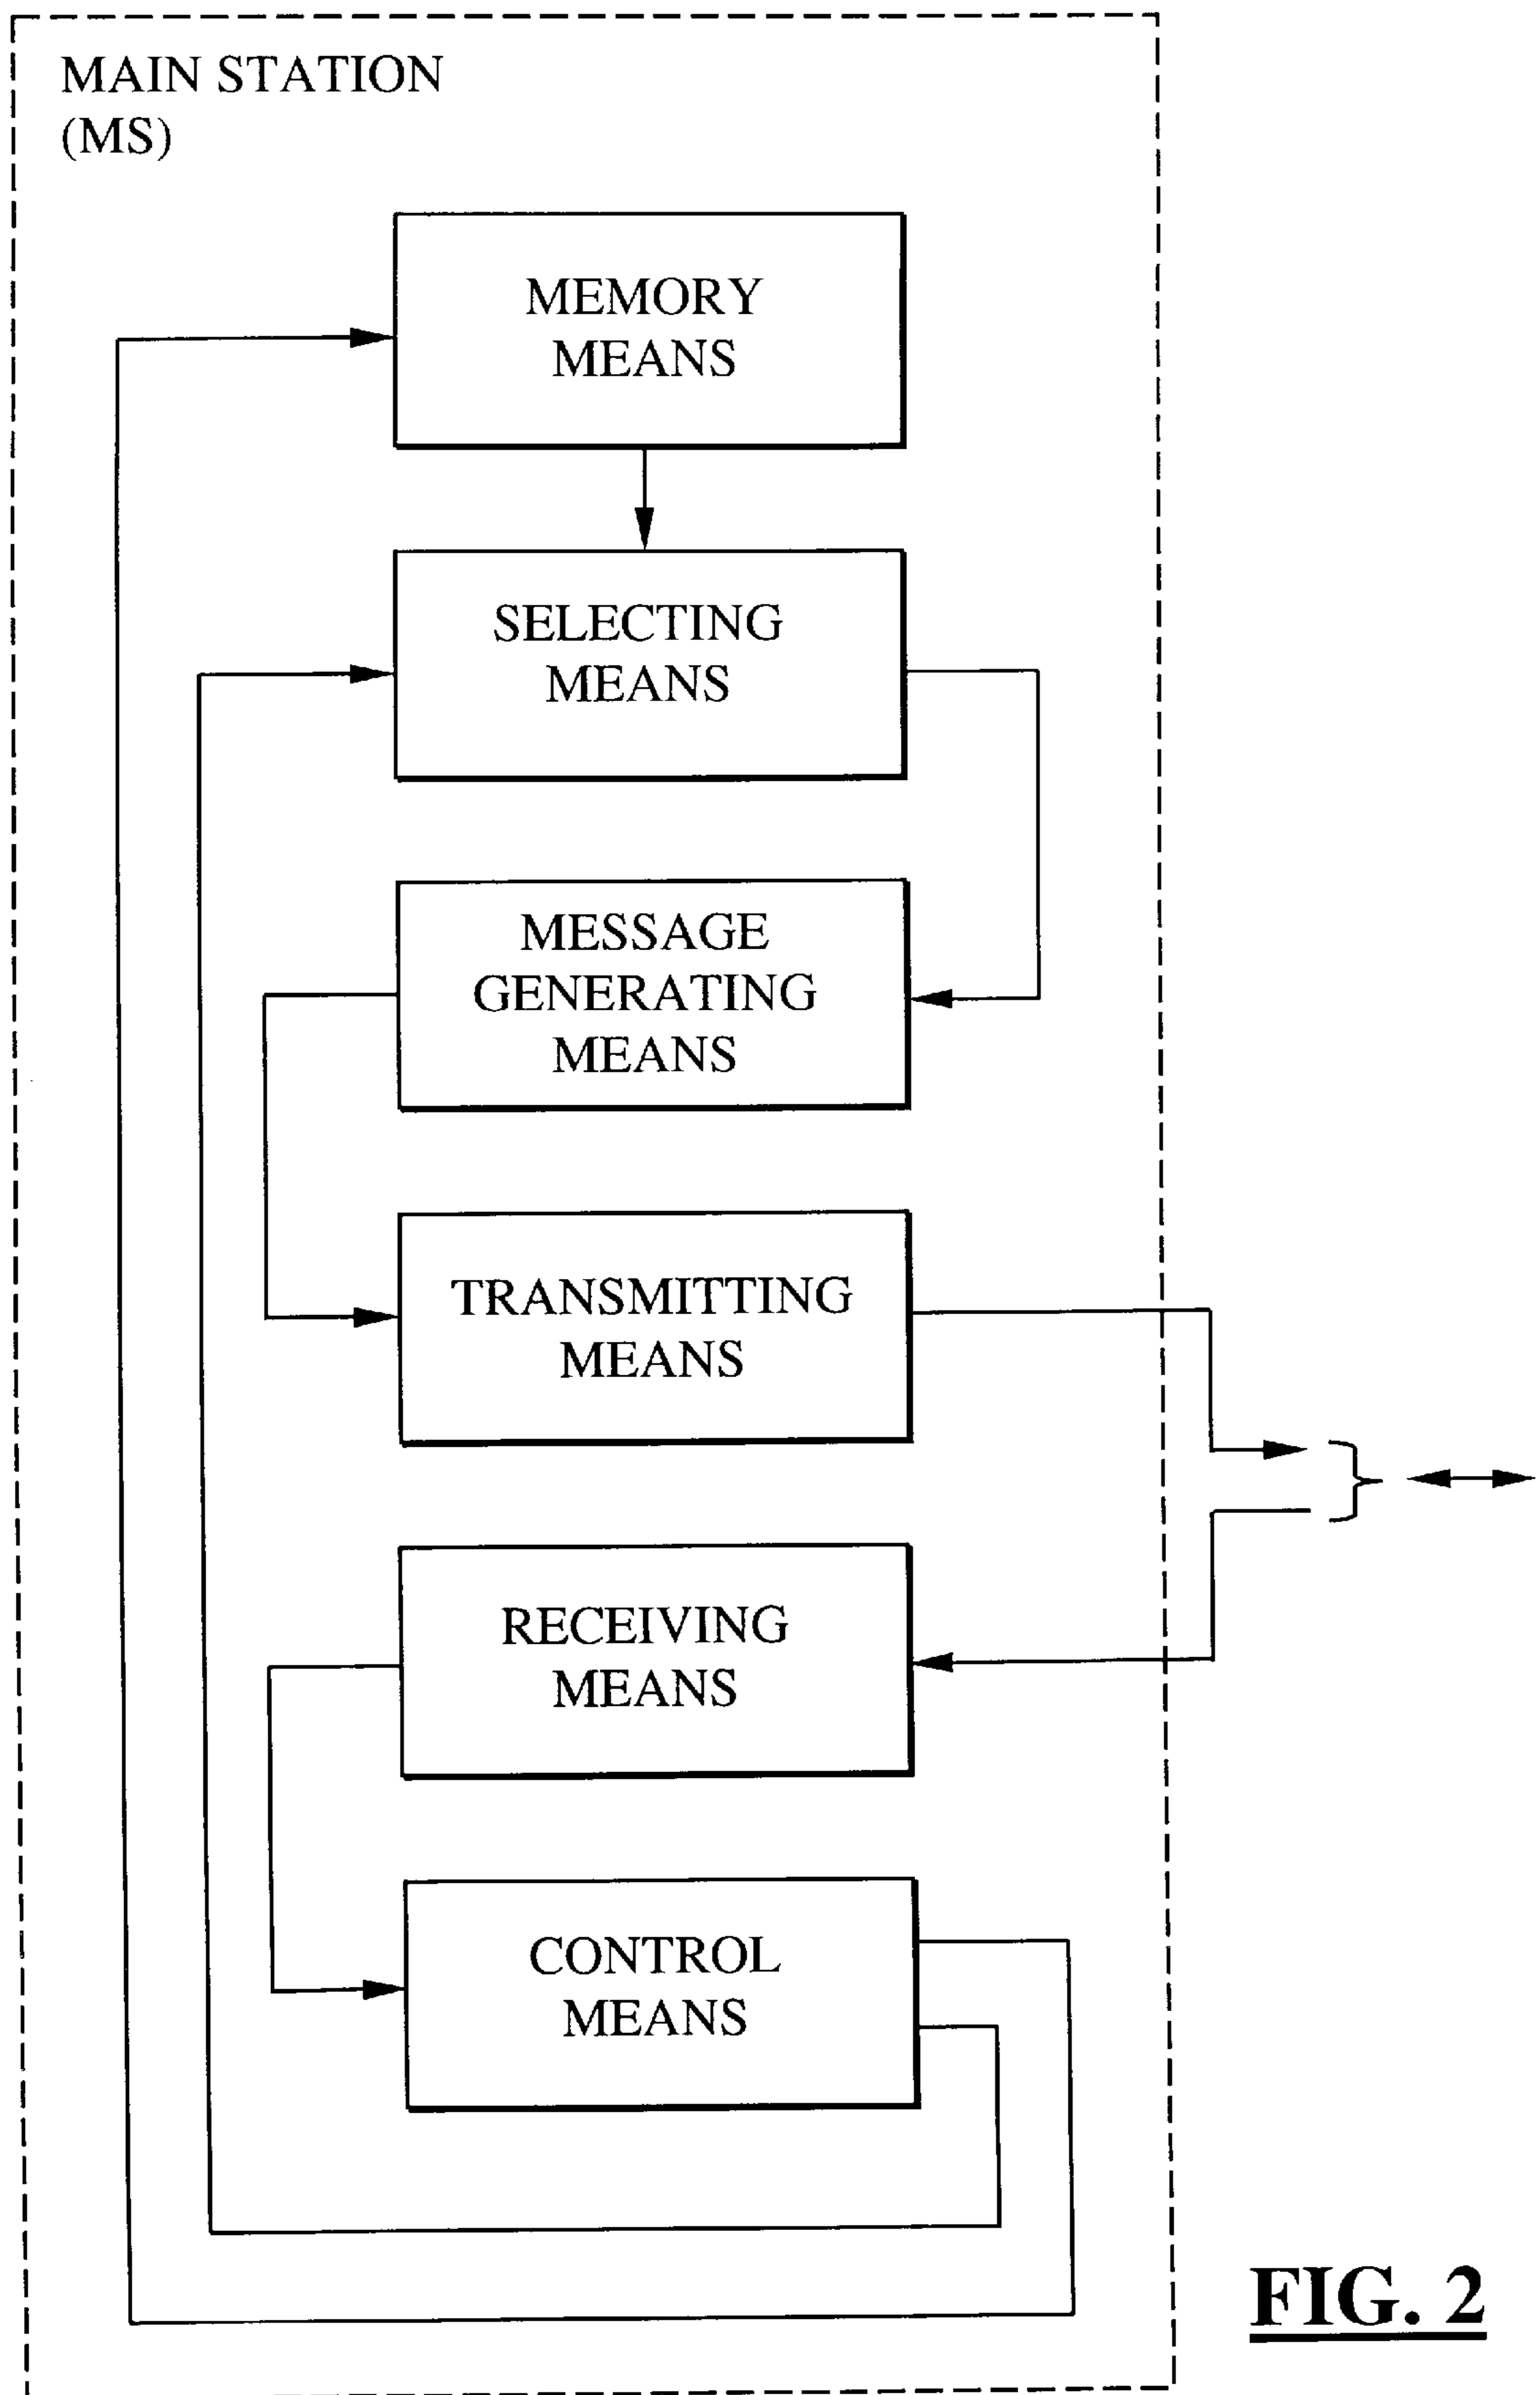 MAIN STATION
(MS)
MEMORY
MEANS
SELECTING
MEANS
MESSAGE
GENERATING
MEANS
TRANSMITTING
MEANS
RECEIVING
MEANS
CONTROL
MEANS
FIG. 2